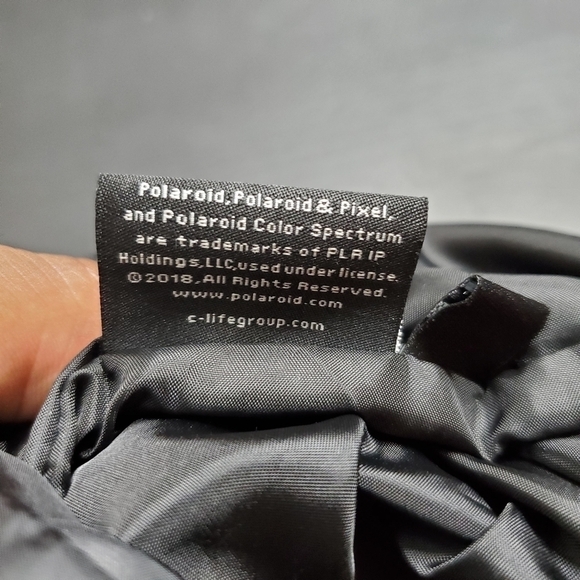 Polaroid, Polaroid & Pixel,
and Polaroid Color Spectrum
are trademarks of PLR IP
Holdings, LLC, used under license.
©2018, All Rights Reserved.
www.polaroid.com
c-lifegroup.com